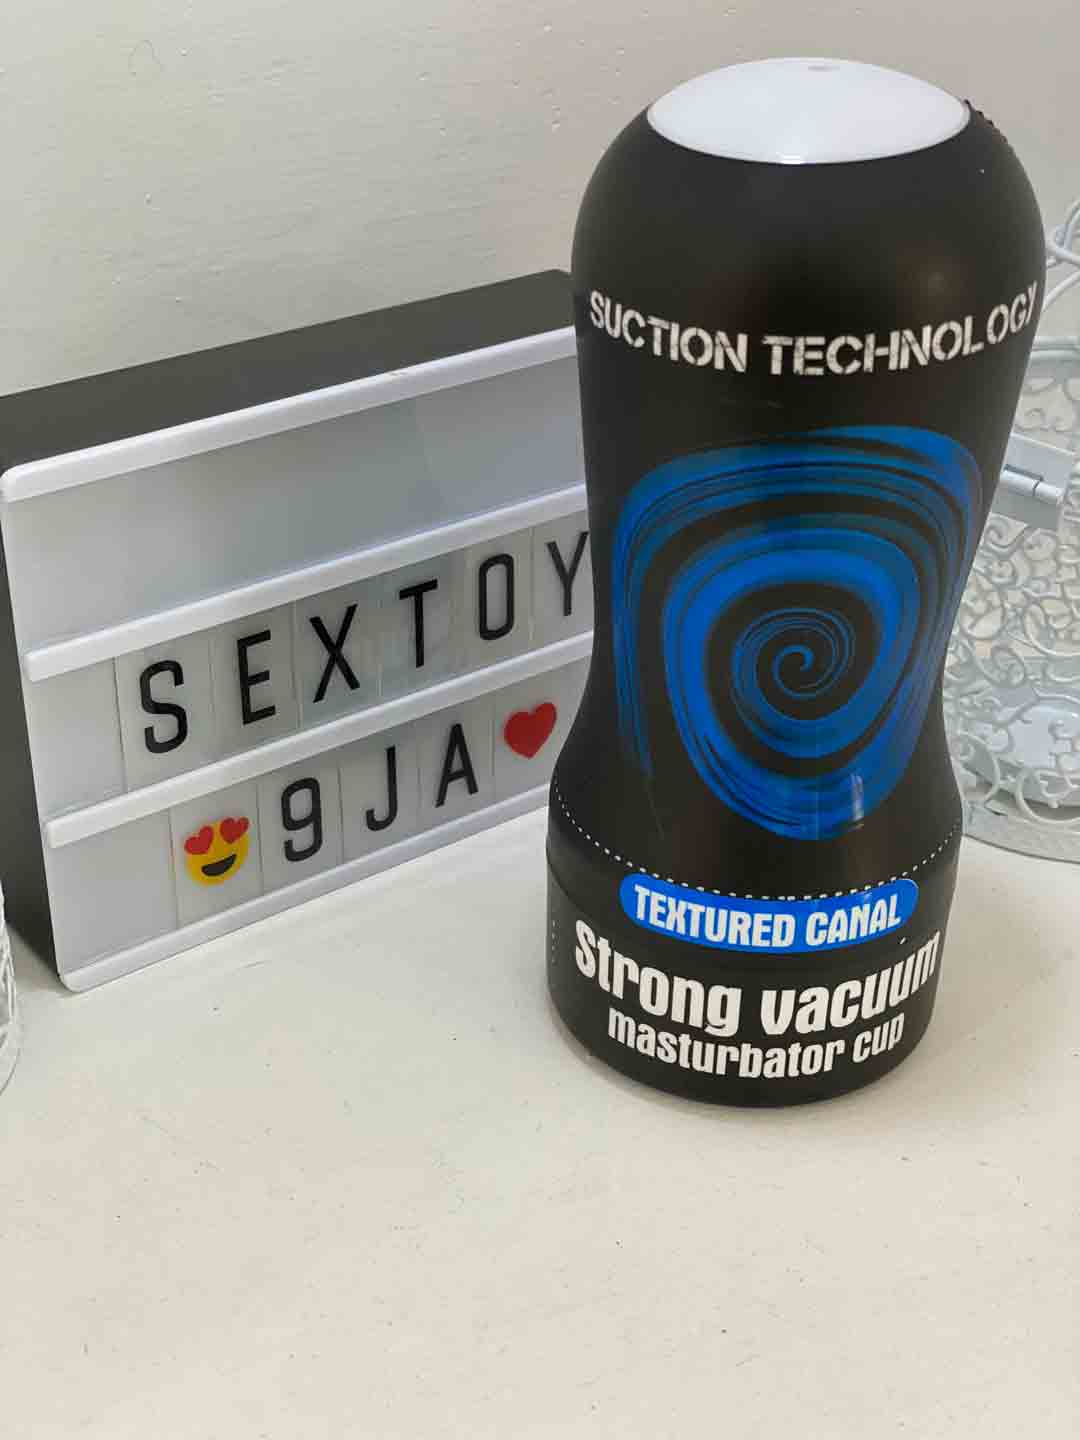 SEXTOY
😍9JA❤️
SUCTION TECHNOLOGY
TEXTURED CANAL
Strong vacuum
masturbator cup